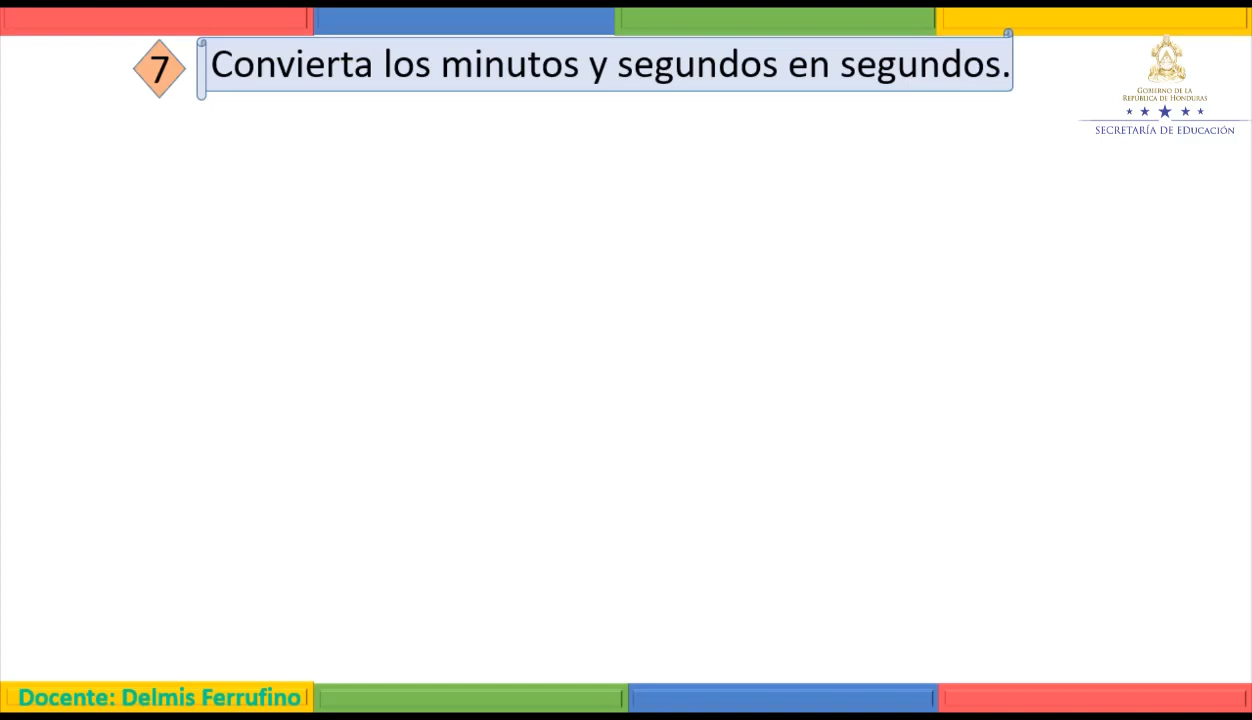 7
Convierta los minutos y segundos en segundos.
GOBIERNO DE LA
REPÚBLICA DE HONDURAS
SECRETARÍA DE EDUCACIÓN
Docente: Delmis Ferrufino